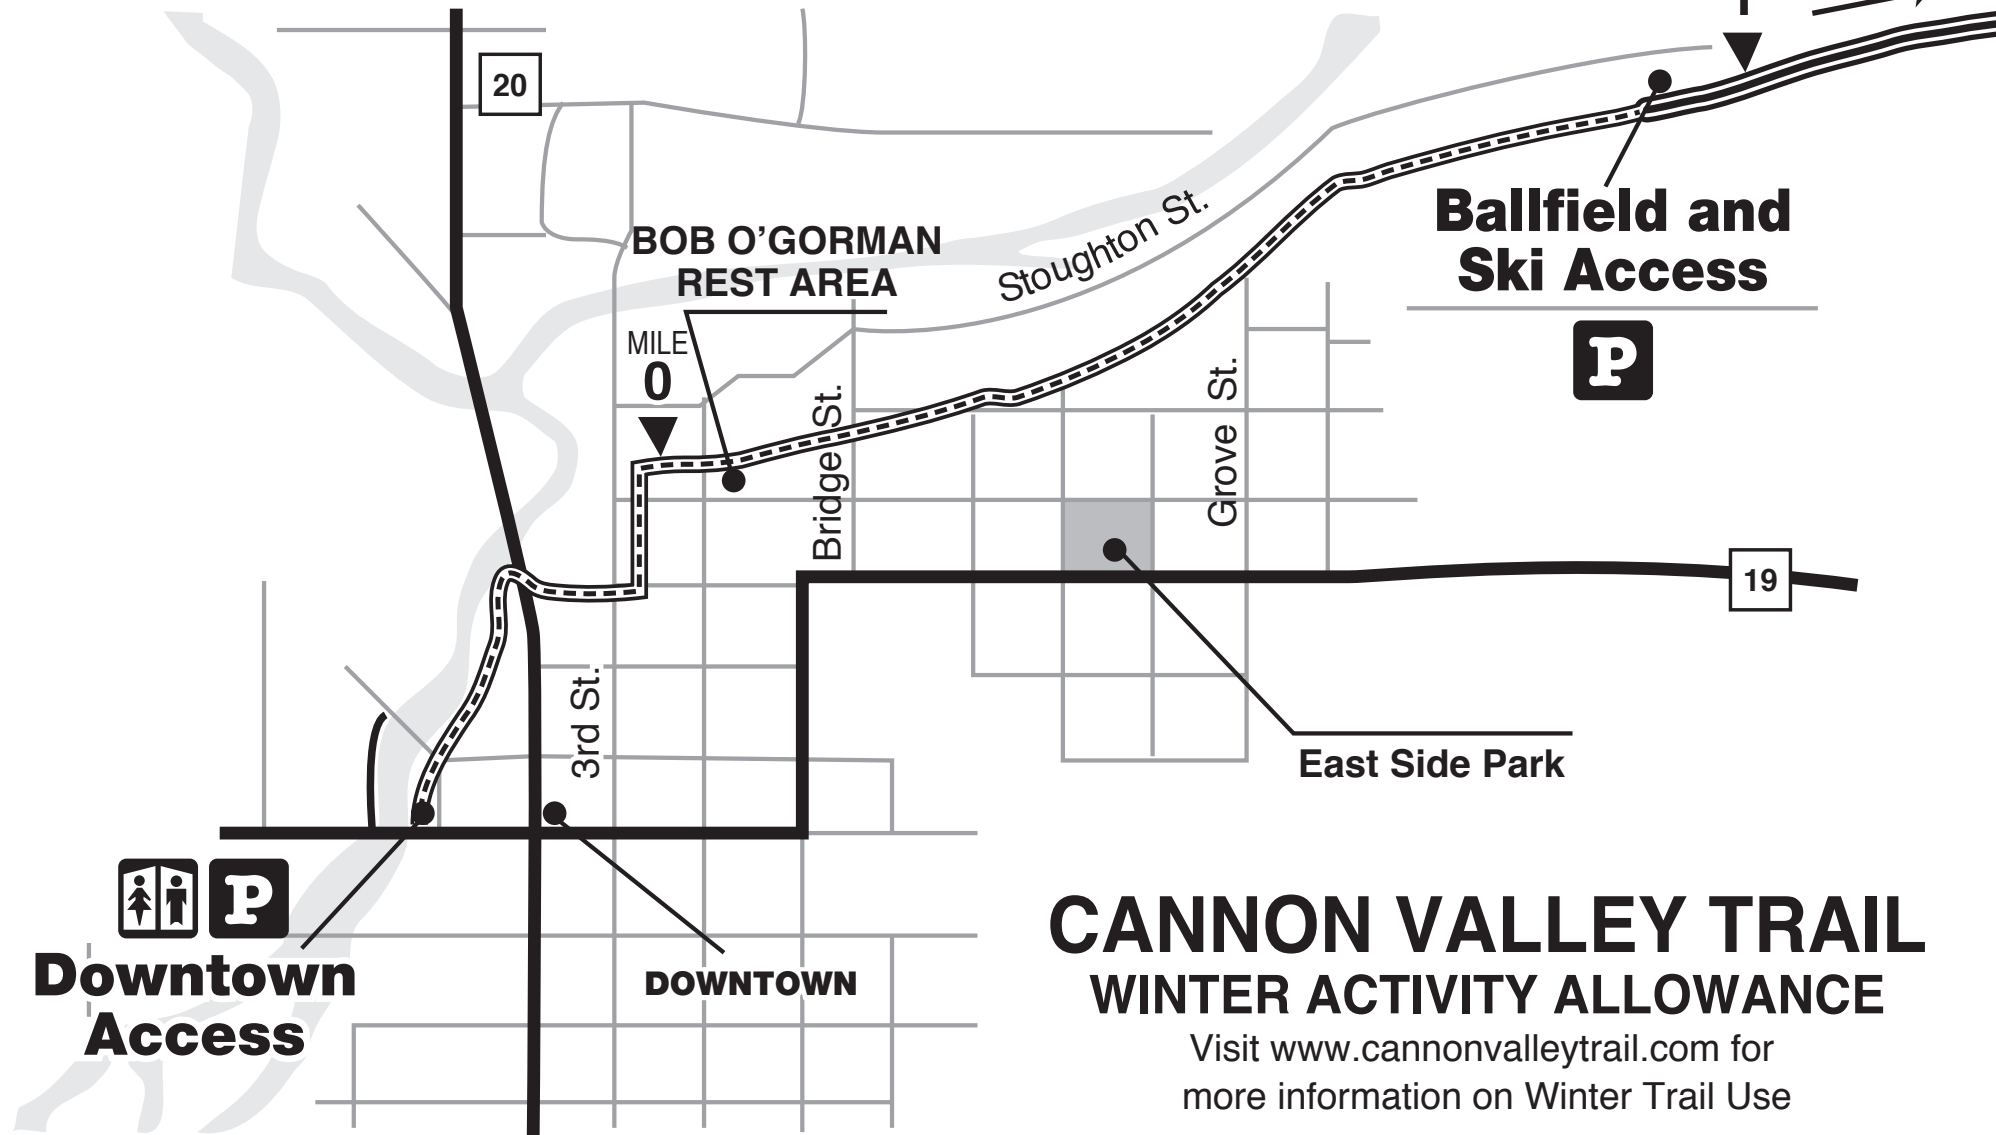 20
BOB O’GORMAN
REST AREA
MILE
0
Stoughton St.
Ballfield and
Ski Access
P
Bridge St.
Grove St.
19
3rd St.
East Side Park
P
Downtown
Access
DOWNTOWN
CANNON VALLEY TRAIL
WINTER ACTIVITY ALLOWANCE
Visit www.cannonvalleytrail.com for
more information on Winter Trail Use